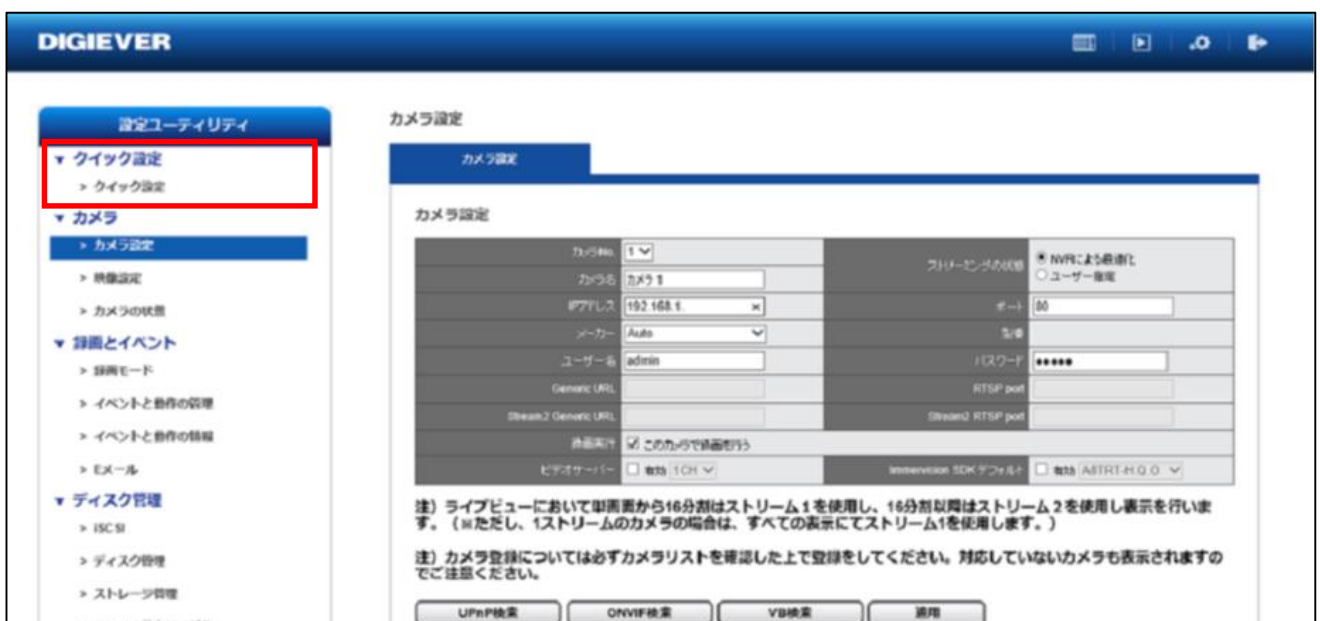 DIGIEVER
設定ユーティリティ
▼ クイック設定
> クイック設定
▼ カメラ
> カメラ設定
> 映像設定
> カメラの状態
▼ 録画とイベント
> 録画モード
> イベントと動作の管理
> イベントと動作の情報
> Eメール
▼ ディスク管理
> iSCSI
> ディスク管理
> ストレージ管理
カメラ設定
カメラ設定
カメラ設定
カメラNo. 1
ストリーミングの状態 NVRによる最適化
ユーザー指定
カメラ名 カメラ 1
IPアドレス 192.168.1.
ポート 80
メーカー Auto
型番
ユーザー名 admin
パスワード ●●●●●
Generic URL
RTSP port
Stream2 Generic URL
Stream2 RTSP port
録画実行 このカメラで録画を行う
ビデオサーバー 有効 1CH
Immervision SDK デフォルト 有効 A8TRT-H.Q.O
注）ライブビューにおいて単画面から16分割はストリーム１を使用し、16分割以降はストリーム２を使用し表示を行いま
す。（※ただし、1ストリームのカメラの場合は、すべての表示にてストリーム1を使用します。）
注）カメラ登録については必ずカメラリストを確認した上で登録をしてください。対応していないカメラも表示されますの
でご注意ください。
UPnP検索 ONVIF検索 VB検索 適用